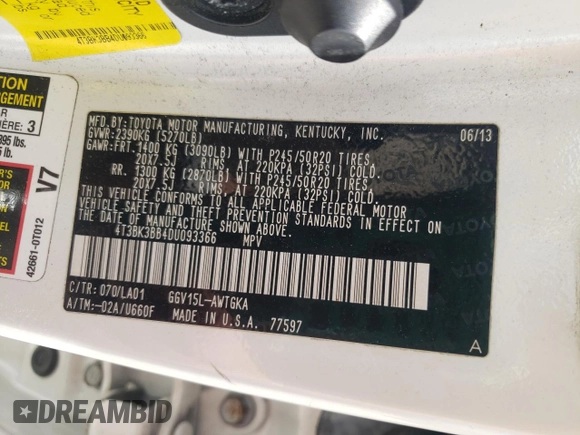 4T3BK3BB4DU093366
MFD.BY:TOYOTA MOTOR MANUFACTURING, KENTUCKY, INC.
GVWR:2390KG (5270LB) 06/13
GAWR:FRT.1400 KG (3090LB) WITH P245/50R20 TIRES,
20X7.5J RIMS, AT 220KPA (32PSI) COLD.
RR. 1300 KG (2870LB) WITH P245/50R20 TIRES,
20X7.5J RIMS, AT 220KPA (32PSI) COLD.
THIS VEHICLE CONFORMS TO ALL APPLICABLE FEDERAL MOTOR
VEHICLE SAFETY AND BUMPER STANDARDS IN EFFECT ON
THE DATE OF MANUFACTURE SHOWN ABOVE.
4T3BK3BB4DU093366 MPV
C/TR: 070/LA01 GGV15L-AWTGKA
A/TM:-02A/U660F MADE IN U.S.A. 77597
A
3
lb.
V7
42661-0T012
DREAMBID